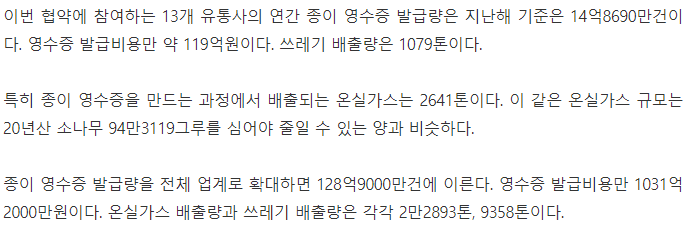 이번 협약에 참여하는 13개 유통사의 연간 종이 영수증 발급량은 지난해 기준은 14억8690만건이
다. 영수증 발급비용만 약 119억원이다. 쓰레기 배출량은 1079톤이다.
특히 종이 영수증을 만드는 과정에서 배출되는 온실가스는 2641톤이다. 이 같은 온실가스 규모는
20년산 소나무 94만3119그루를 심어야 줄일 수 있는 양과 비슷하다.
종이 영수증 발급량을 전체 업계로 확대하면 128억9000만건에 이른다. 영수증 발급비용만 1031억
2000만원이다. 온실가스 배출량과 쓰레기 배출량은 각각 2만2893톤, 9358톤이다.